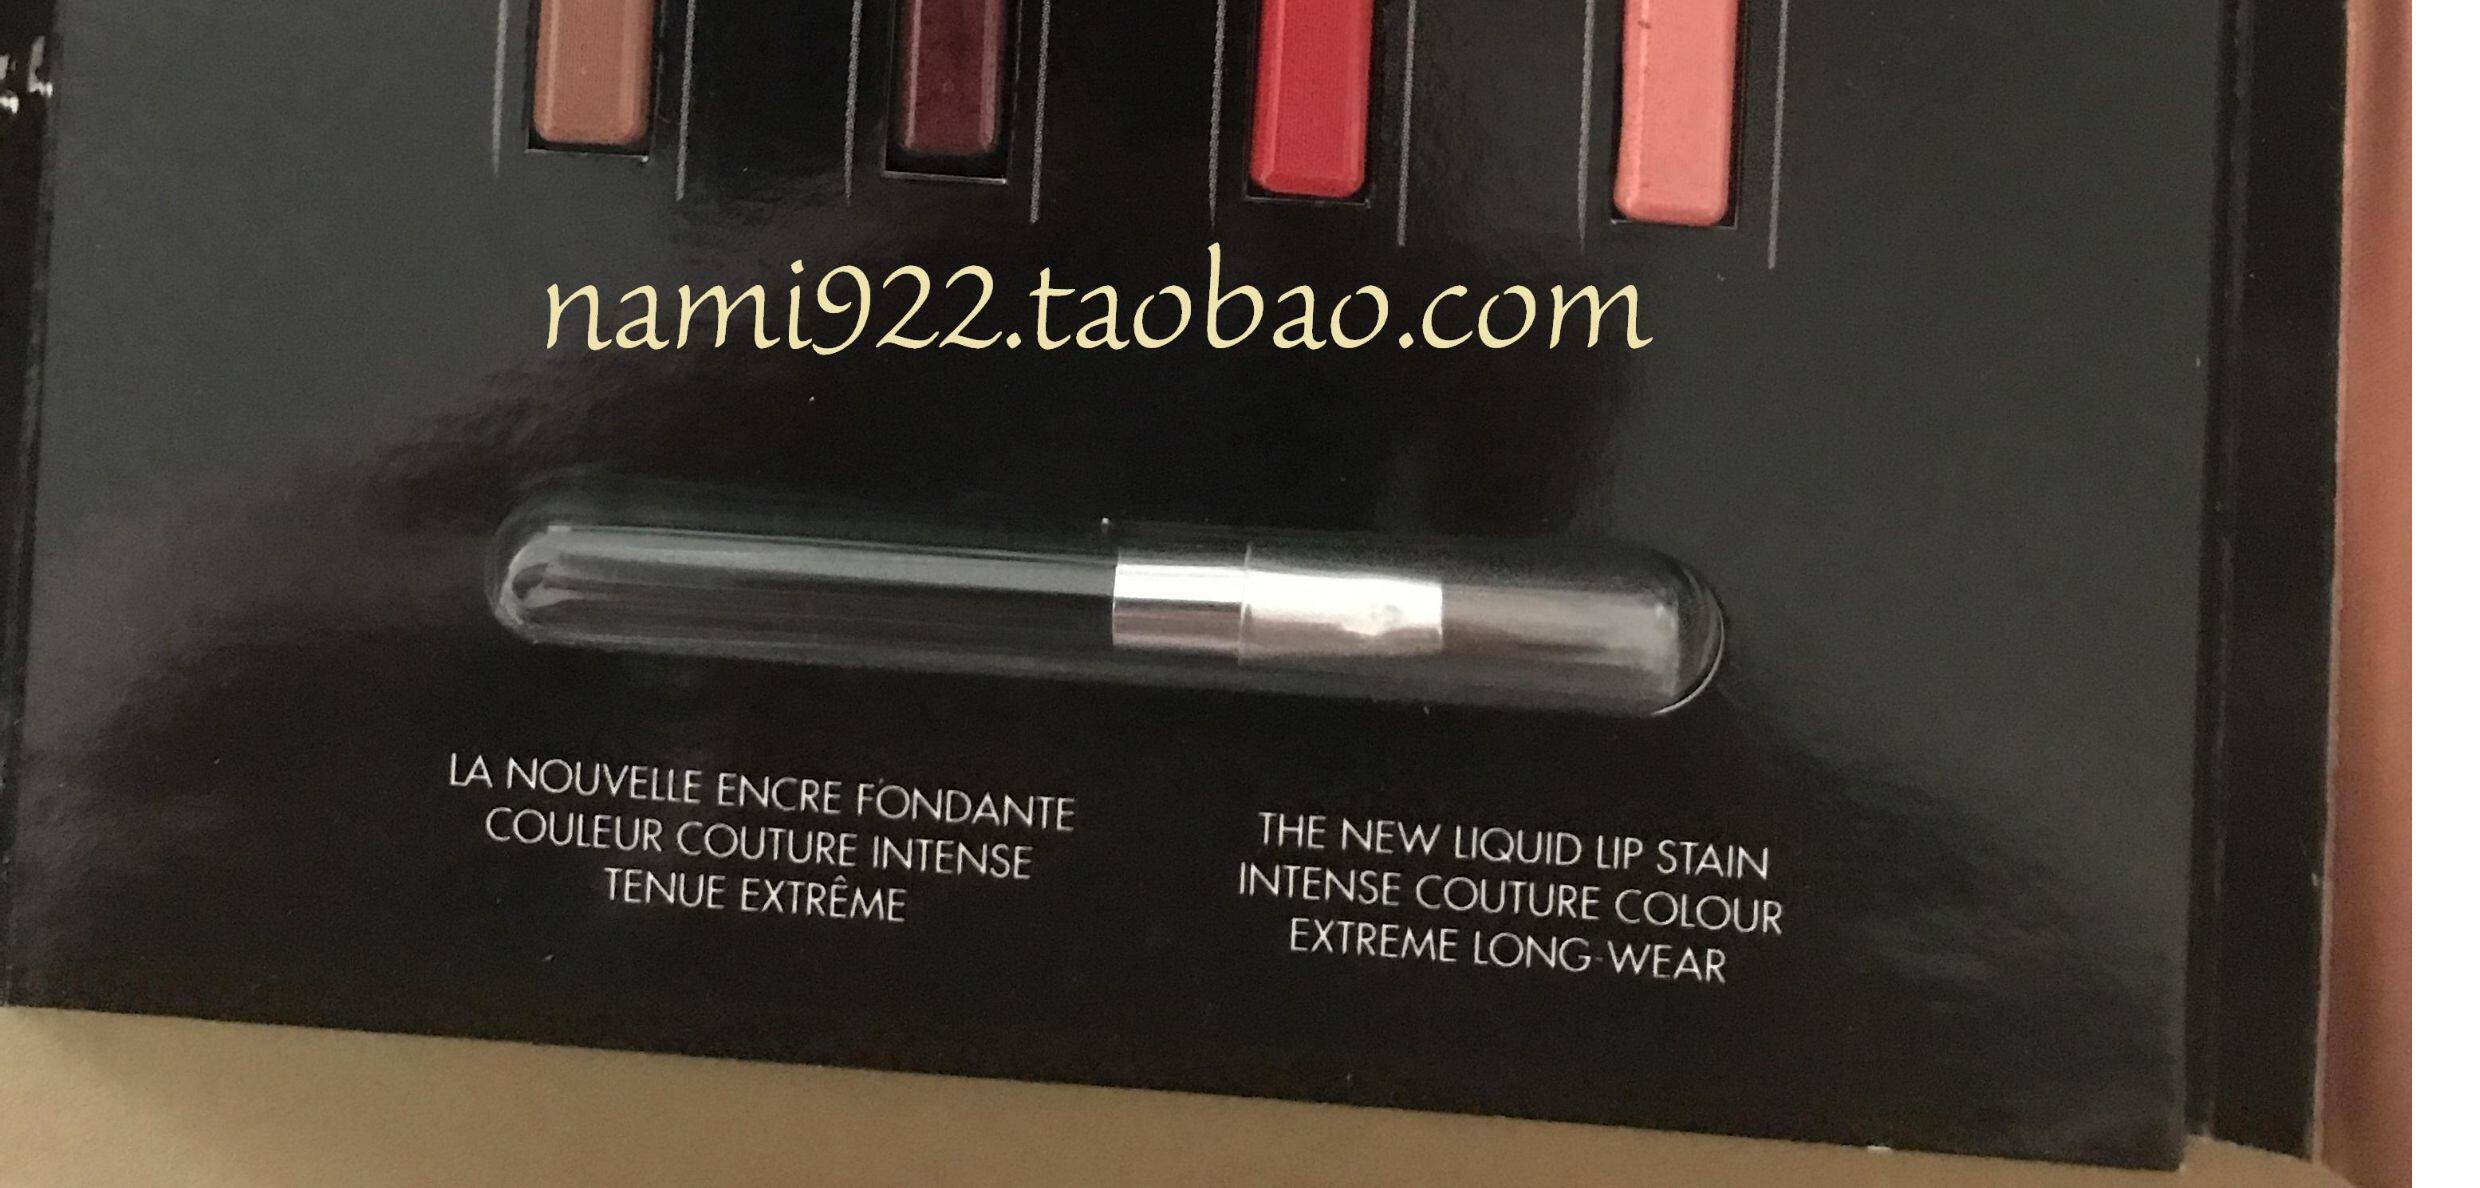 nami922.taobao.com
LA NOUVELLE ENCRE FONDANTE
COULEUR COUTURE INTENSE
TENUE EXTRÊME
THE NEW LIQUID LIP STAIN
INTENSE COUTURE COLOUR
EXTREME LONG-WEAR